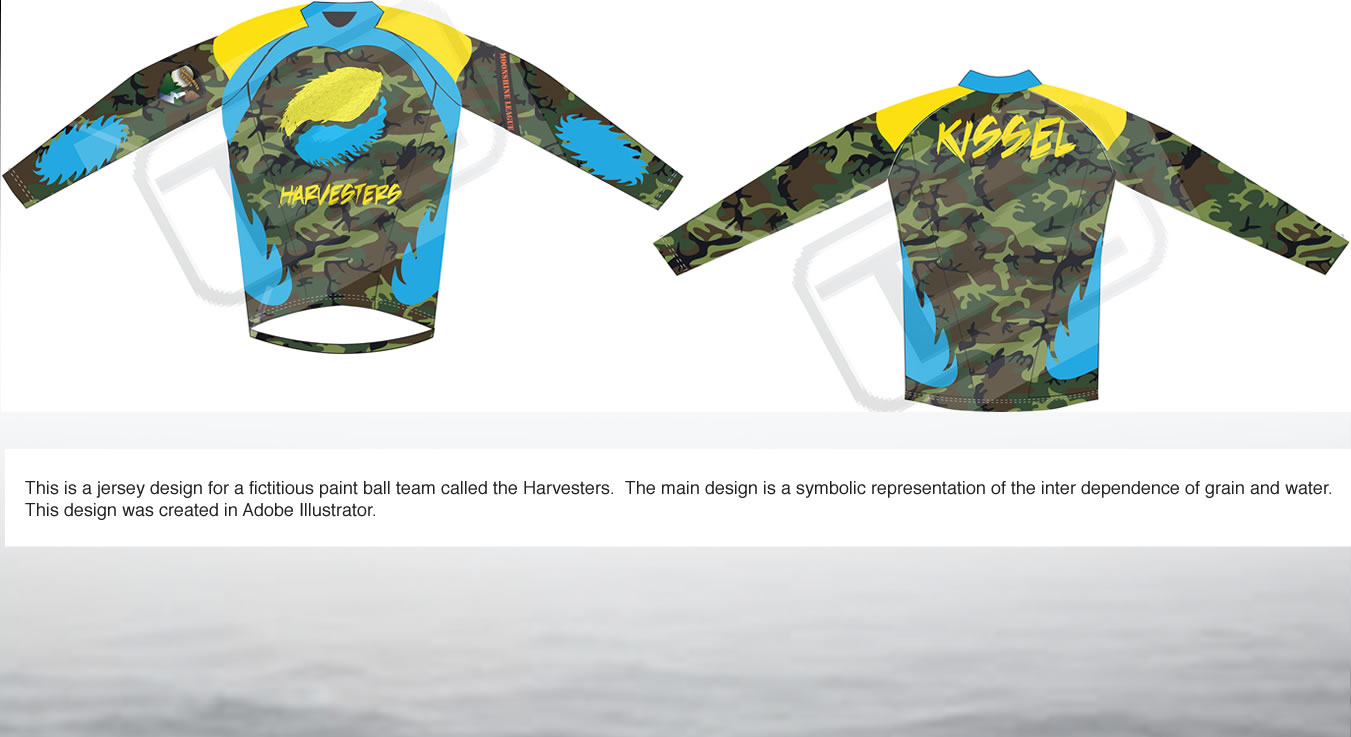 MOONSHINE LEAGUE
HARVESTERS
KISSEL
This is a jersey design for a fictitious paint ball team called the Harvesters.  The main design is a symbolic representation of the inter dependence of grain and water.
This design was created in Adobe Illustrator.